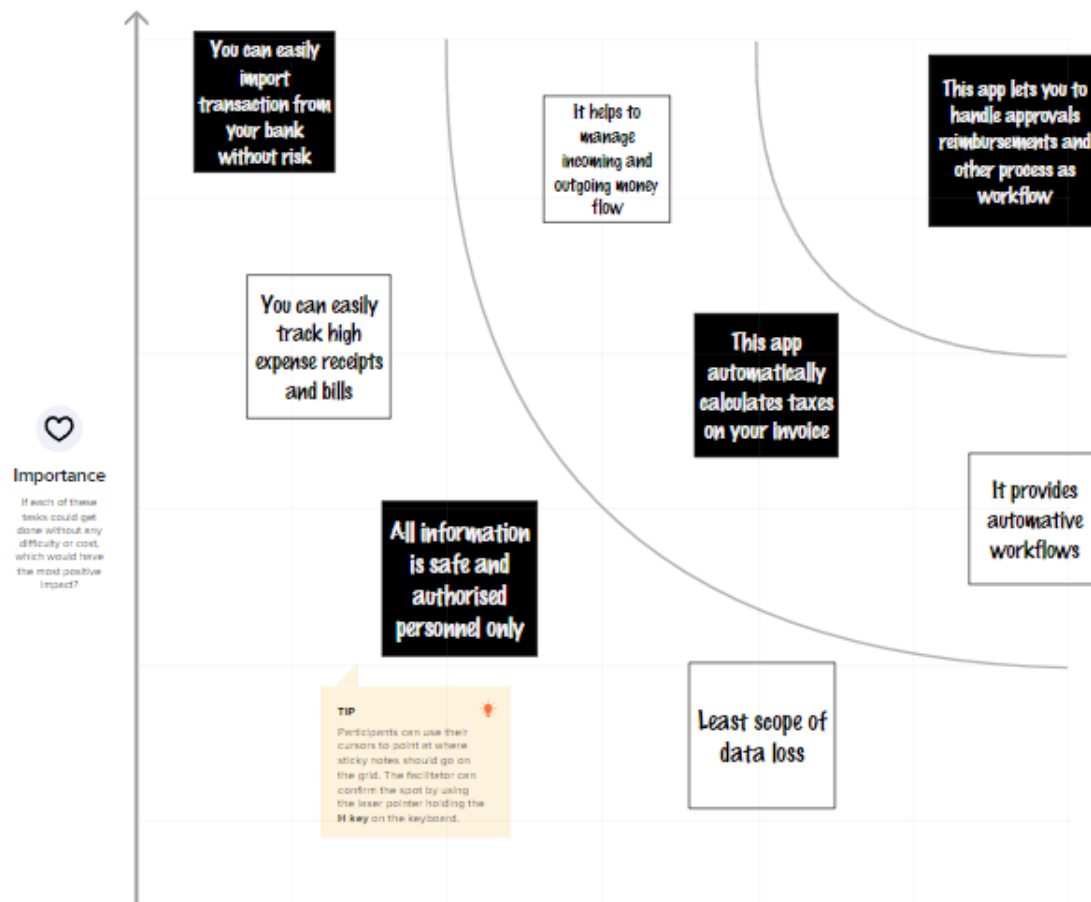 You can easily
import
transaction from
your bank
without risk
It helps to
manage
incoming and
outgoing money
flow
This app lets you to
handle approvals
reimbursements and
other process as
workflow
You can easily
track high
expense receipts
and bills
This app
automatically
calculates taxes
on your invoice
Importance
If each of these
tasks could get
done without any
difficulty or cost,
which would have
the most positive
impact?
It provides
automative
workflows
All information
is safe and
authorised
personnel only
Least scope of
data loss
TIP
Participants can use their
cursors to point at where
sticky notes should go on
the grid. The facilitator can
confirm the spot by using
the laser pointer holding the
H key on the keyboard.